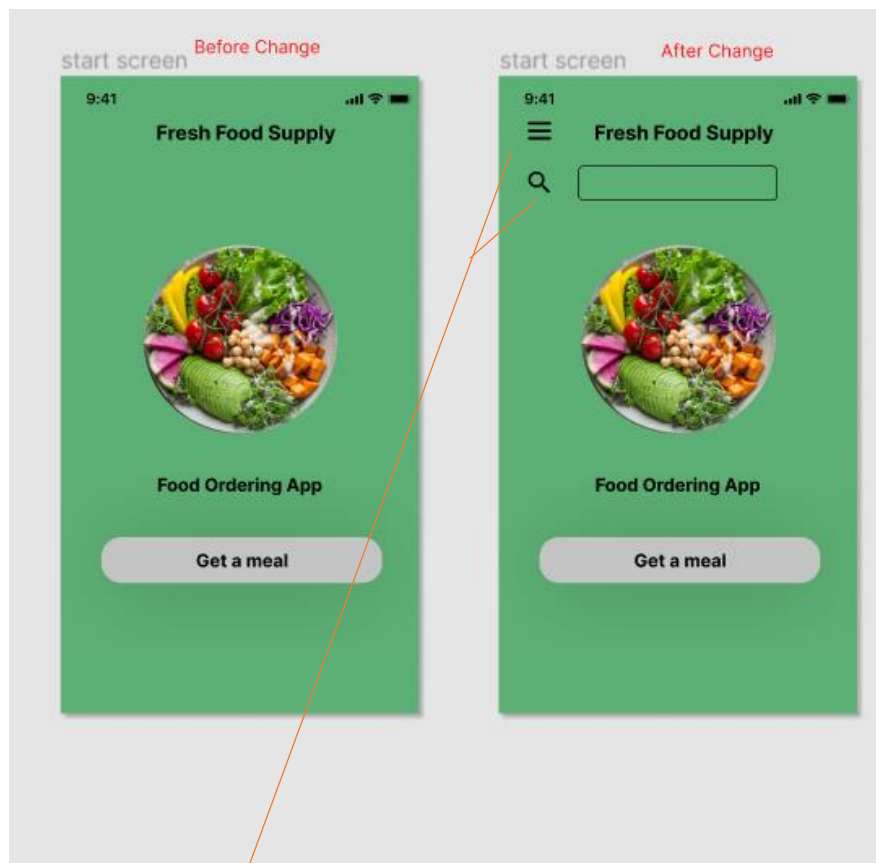 start screen Before Change
9:41
Fresh Food Supply
Food Ordering App
Get a meal
start screen After Change
9:41
Fresh Food Supply
Food Ordering App
Get a meal